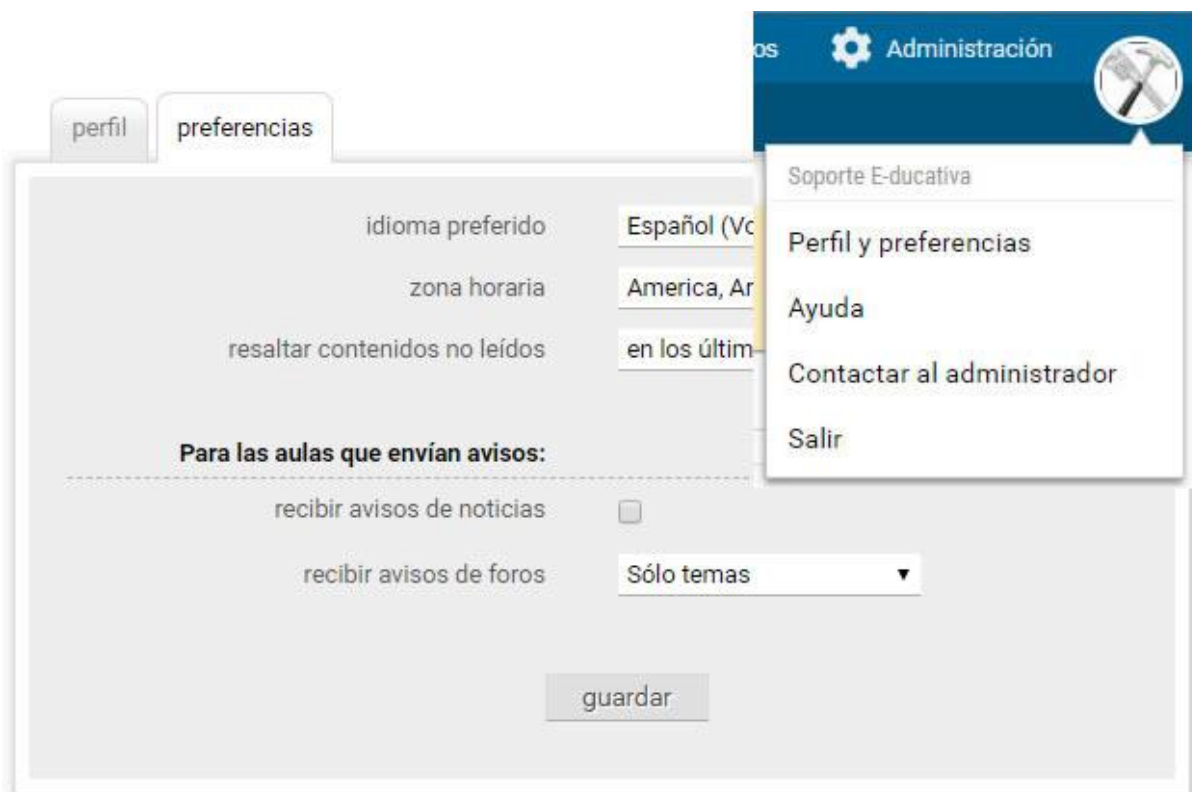 os
Administración
perfil
preferencias
Soporte E-ducativa
idioma preferido
Español (Vo
Perfil y preferencias
zona horaria
America, Ar
Ayuda
resaltar contenidos no leídos
en los últim
Contactar al administrador
Salir
Para las aulas que envían avisos:
recibir avisos de noticias
recibir avisos de foros
Sólo temas
guardar